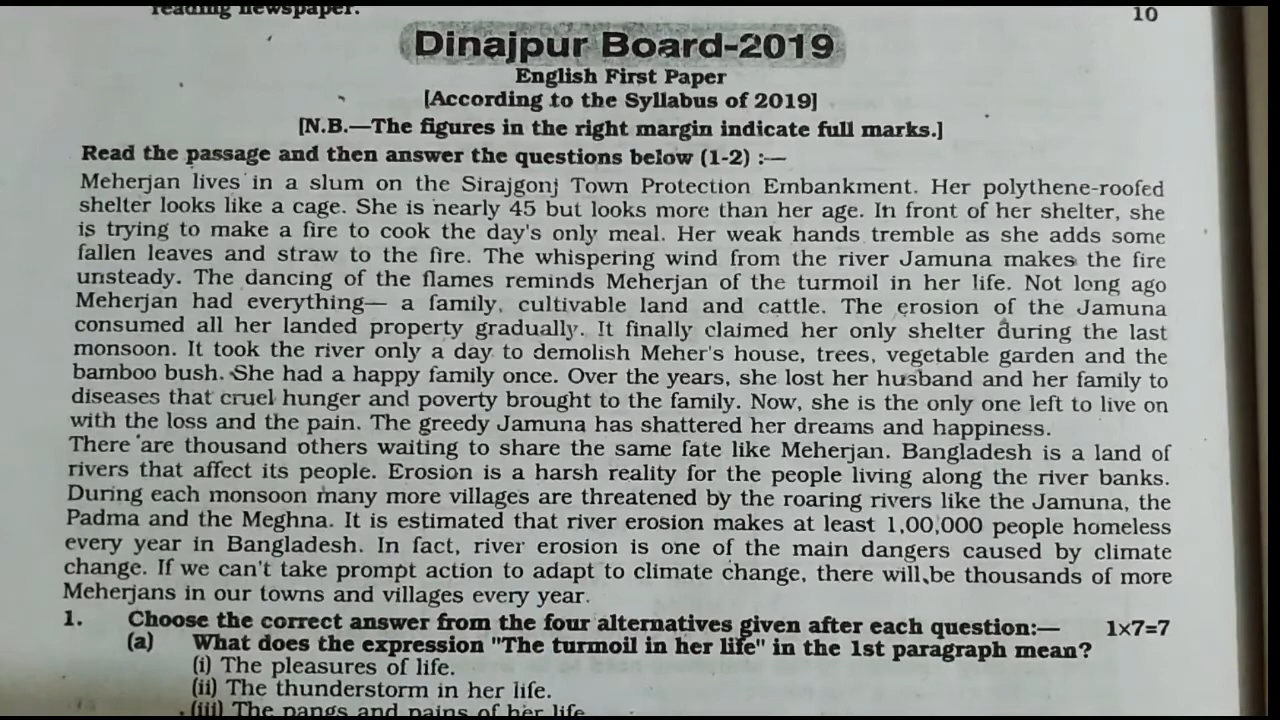 reading newspaper. 10
Dinajpur Board-2019
English First Paper
[According to the Syllabus of 2019]
[N.B.—The figures in the right margin indicate full marks.]
Read the passage and then answer the questions below (1-2) :—
Meherjan lives in a slum on the Sirajgonj Town Protection Embankment. Her polythene-roofed
shelter looks like a cage. She is nearly 45 but looks more than her age. In front of her shelter, she
is trying to make a fire to cook the day's only meal. Her weak hands tremble as she adds some
fallen leaves and straw to the fire. The whispering wind from the river Jamuna makes the fire
unsteady. The dancing of the flames reminds Meherjan of the turmoil in her life. Not long ago
Meherjan had everything— a family, cultivable land and cattle. The erosion of the Jamuna
consumed all her landed property gradually. It finally claimed her only shelter during the last
monsoon. It took the river only a day to demolish Meher's house, trees, vegetable garden and the
bamboo bush. She had a happy family once. Over the years, she lost her husband and her family to
diseases that cruel hunger and poverty brought to the family. Now, she is the only one left to live on
with the loss and the pain. The greedy Jamuna has shattered her dreams and happiness.
There are thousand others waiting to share the same fate like Meherjan. Bangladesh is a land of
rivers that affect its people. Erosion is a harsh reality for the people living along the river banks.
During each monsoon many more villages are threatened by the roaring rivers like the Jamuna, the
Padma and the Meghna. It is estimated that river erosion makes at least 1,00,000 people homeless
every year in Bangladesh. In fact, river erosion is one of the main dangers caused by climate
change. If we can't take prompt action to adapt to climate change, there will be thousands of more
Meherjans in our towns and villages every year.
1. Choose the correct answer from the four alternatives given after each question:— 1×7=7
(a) What does the expression "The turmoil in her life" in the 1st paragraph mean?
(i) The pleasures of life.
(ii) The thunderstorm in her life.
(iii) The pangs and pains of her life